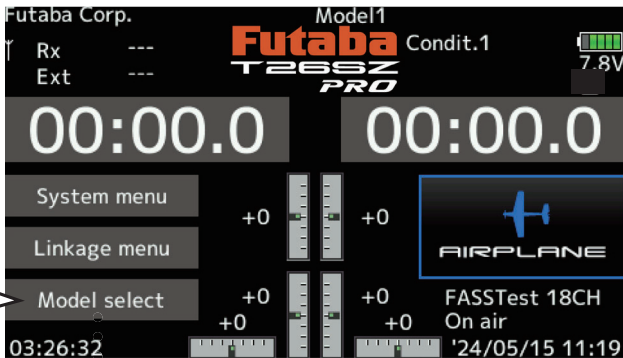 Futaba Corp.
Model1
Rx ---
Ext ---
Futaba
T26SZ
PRO
Condit.1
7.8V
00:00.0
00:00.0
System menu
Linkage menu
Model select
+0
+0
AIRPLANE
+0
+0
+0
+0
FASSTest 18CH
On air
03:26:32
'24/05/15 11:19